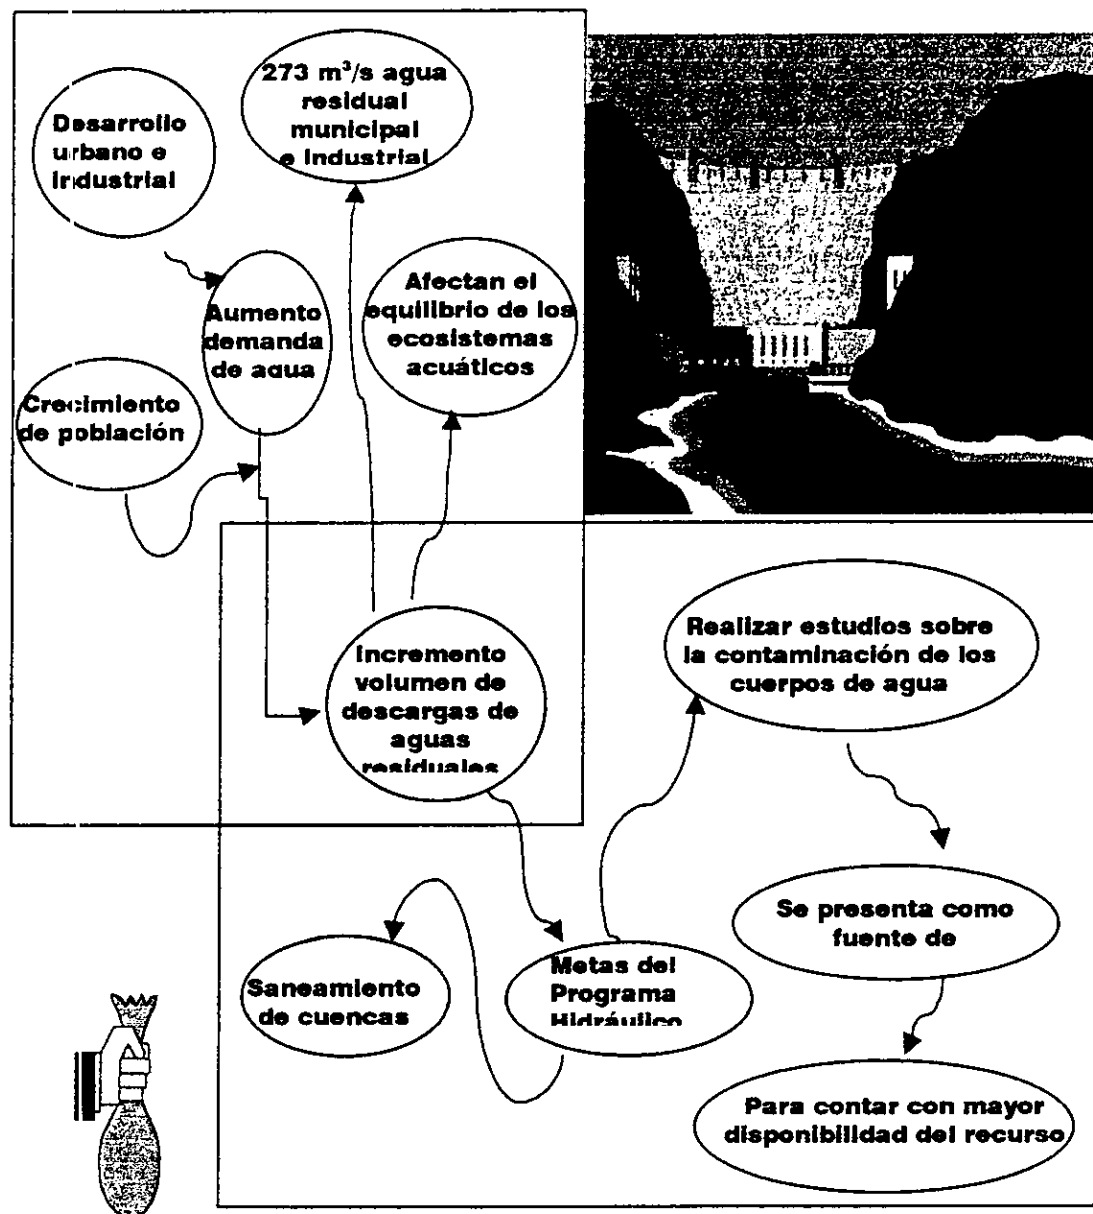 273 m³/s agua
residual
municipal
e industrial
Desarrollo
urbano e
industrial
Afectan el
equilibrio de los
ecosistemas
acuáticos
Aumento
demanda
de agua
Crecimiento
de población
Incremento
volumen de
descargas de
aguas
residuales
Realizar estudios sobre
la contaminación de los
cuerpos de agua
Se presenta como
fuente de
Metas del
Programa
Hidráulico
Saneamiento
de cuencas
Para contar con mayor
disponibilidad del recurso